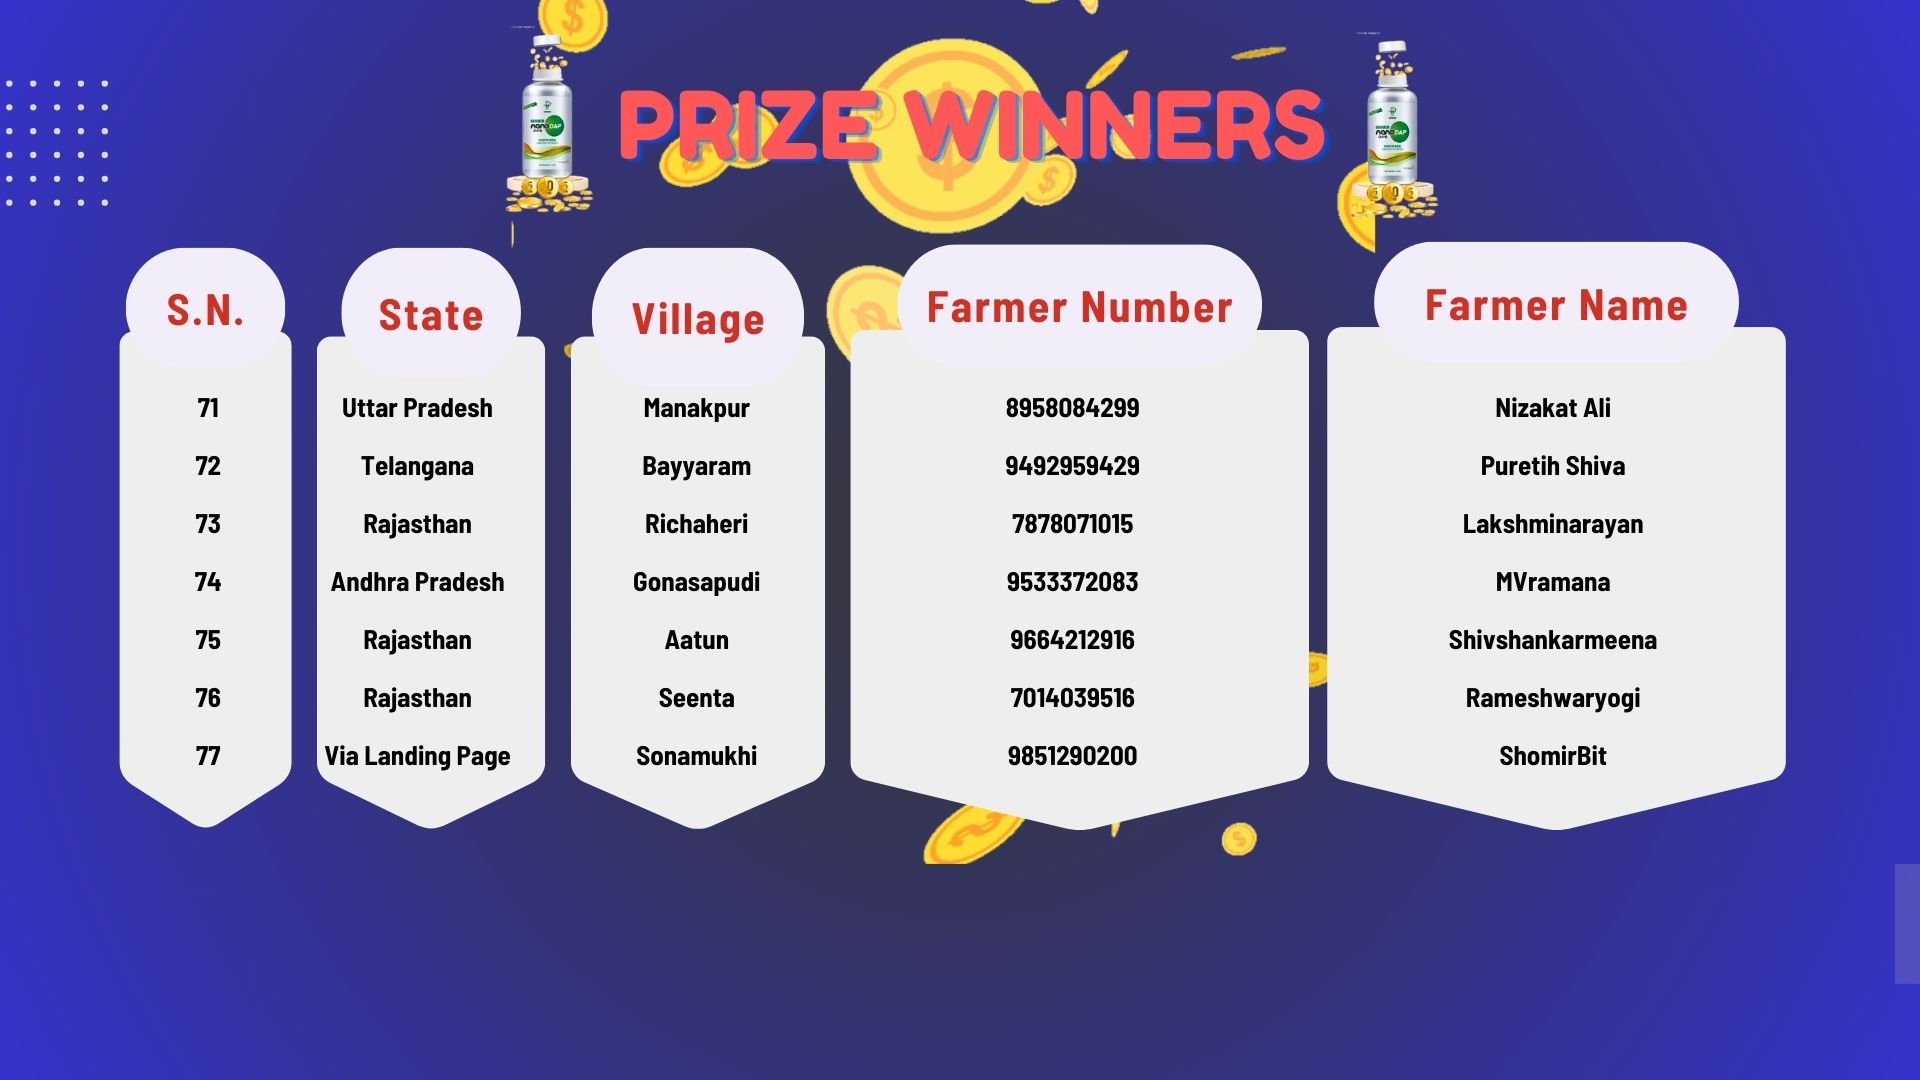 PRIZE WINNERS
S.N. State Village Farmer Number Farmer Name
71 Uttar Pradesh Manakpur 8958084299 Nizakat Ali
72 Telangana Bayyaram 9492959429 Puretih Shiva
73 Rajasthan Richaheri 7878071015 Lakshminarayan
74 Andhra Pradesh Gonasapudi 9533372083 MVramana
75 Rajasthan Aatun 9664212916 Shivshankarmeena
76 Rajasthan Seenta 7014039516 Rameshwaryogi
77 Via Landing Page Sonamukhi 9851290200 ShomirBit